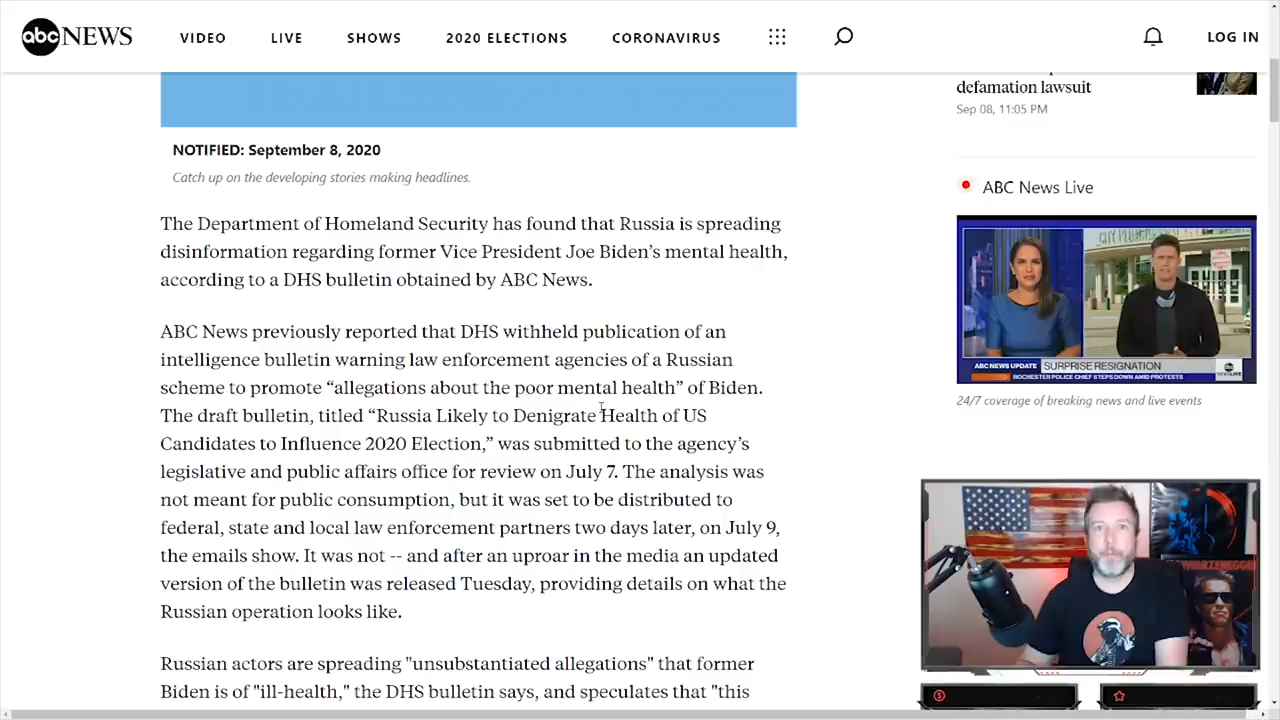 abc NEWS
VIDEO
LIVE
SHOWS
2020 ELECTIONS
CORONAVIRUS
LOG IN
NOTIFIED: September 8, 2020
Catch up on the developing stories making headlines.
The Department of Homeland Security has found that Russia is spreading
disinformation regarding former Vice President Joe Biden’s mental health,
according to a DHS bulletin obtained by ABC News.
ABC News previously reported that DHS withheld publication of an
intelligence bulletin warning law enforcement agencies of a Russian
scheme to promote “allegations about the poor mental health” of Biden.
The draft bulletin, titled “Russia Likely to Denigrate Health of US
Candidates to Influence 2020 Election,” was submitted to the agency’s
legislative and public affairs office for review on July 7. The analysis was
not meant for public consumption, but it was set to be distributed to
federal, state and local law enforcement partners two days later, on July 9,
the emails show. It was not -- and after an uproar in the media an updated
version of the bulletin was released Tuesday, providing details on what the
Russian operation looks like.
Russian actors are spreading "unsubstantiated allegations" that former
Biden is of "ill-health," the DHS bulletin says, and speculates that "this
defamation lawsuit
Sep 08, 11:05 PM
ABC News Live
ABC NEWS UPDATE
SURPRISE RESIGNATION
ROCHESTER POLICE CHIEF STEPS DOWN AMID PROTESTS
24/7 coverage of breaking news and live events